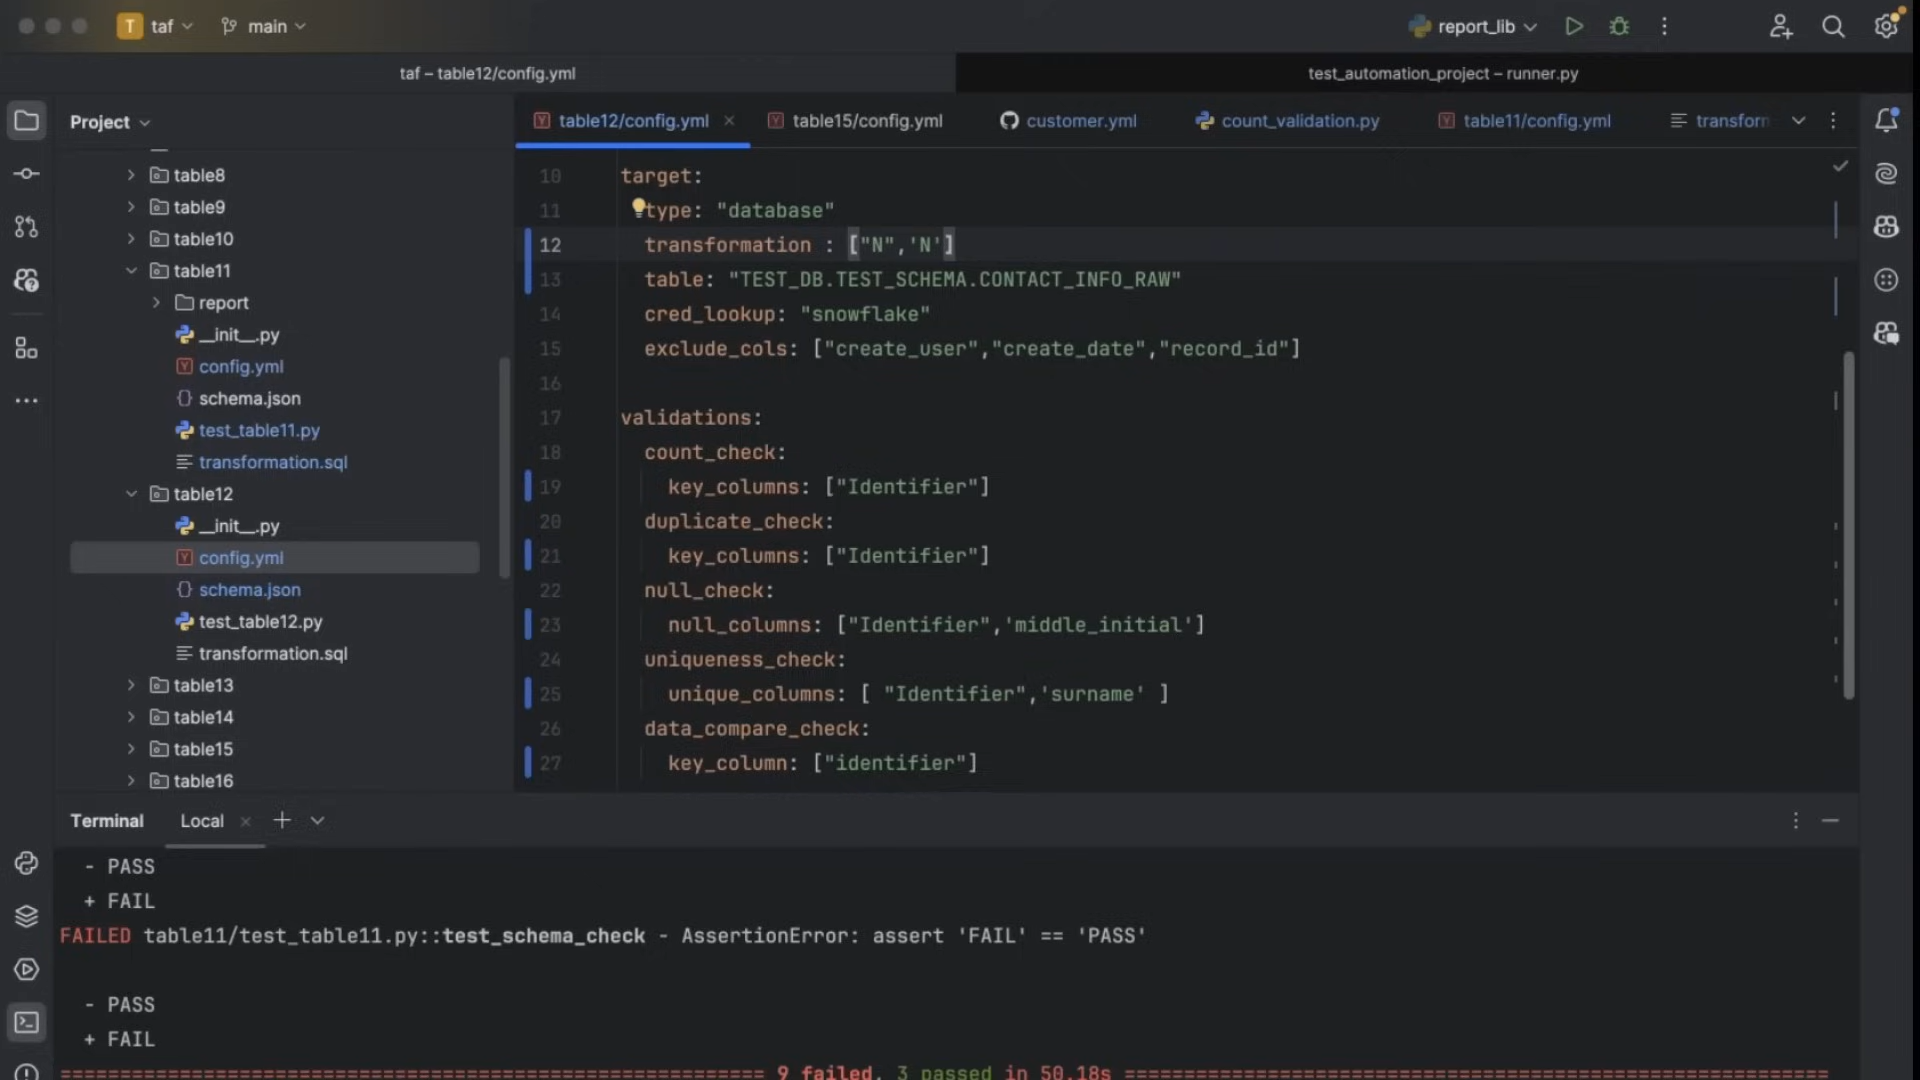 T taf main report_lib
taf – table12/config.yml test_automation_project – runner.py
Project table12/config.yml table15/config.yml customer.yml count_validation.py table11/config.yml transforn
table8
table9
table10
table11
report
__init__.py
config.yml
schema.json
test_table11.py
transformation.sql
table12
__init__.py
config.yml
schema.json
test_table12.py
transformation.sql
table13
table14
table15
table16
10 target:
11 type: "database"
12 transformation : ["N",'N']
13 table: "TEST_DB.TEST_SCHEMA.CONTACT_INFO_RAW"
14 cred_lookup: "snowflake"
15 exclude_cols: ["create_user","create_date","record_id"]
16
17 validations:
18 count_check:
19 key_columns: ["Identifier"]
20 duplicate_check:
21 key_columns: ["Identifier"]
22 null_check:
23 null_columns: ["Identifier",'middle_initial']
24 uniqueness_check:
25 unique_columns: [ "Identifier",'surname' ]
26 data_compare_check:
27 key_column: ["identifier"]
Terminal Local
- PASS
+ FAIL
FAILED table11/test_table11.py::test_schema_check - AssertionError: assert 'FAIL' == 'PASS'
- PASS
+ FAIL
9 failed, 3 passed in 50.18s